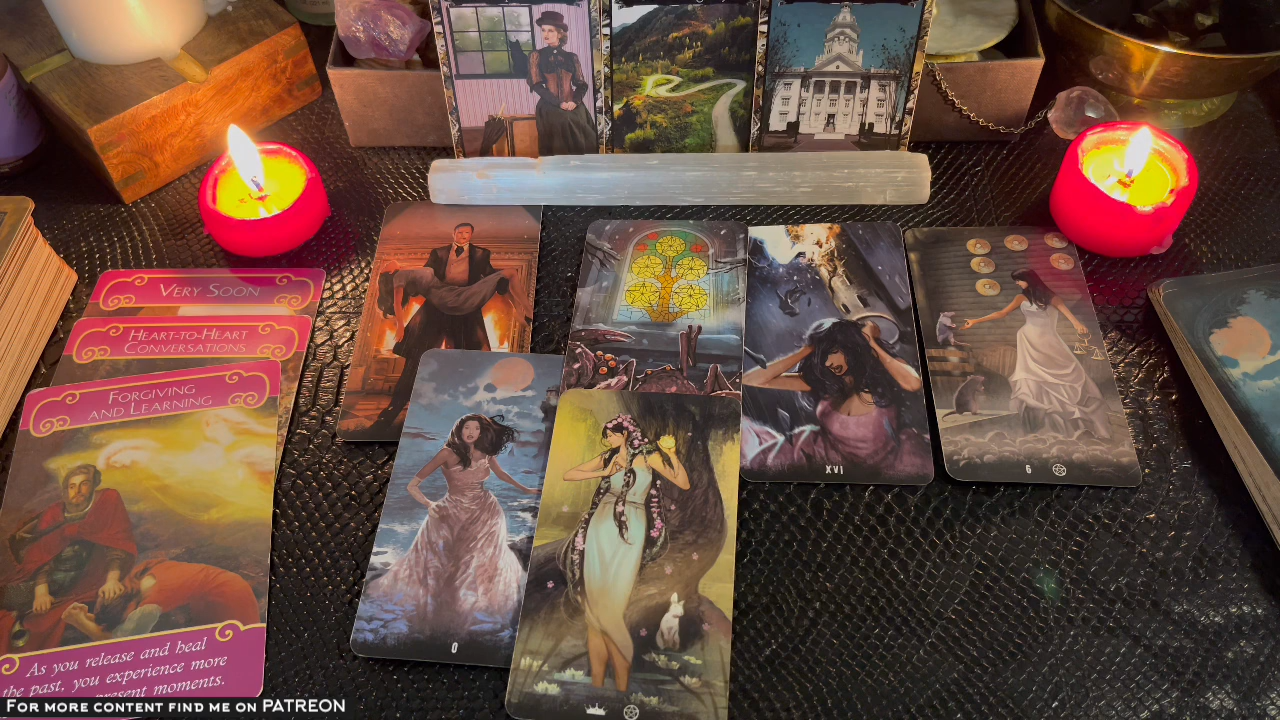 VERY SOON
HEART-TO-HEART
CONVERSATIONS
FORGIVING
AND LEARNING
As you release and heal
the past, you experience more
present moments.
XVI
6
0
FOR MORE CONTENT FIND ME ON PATREON